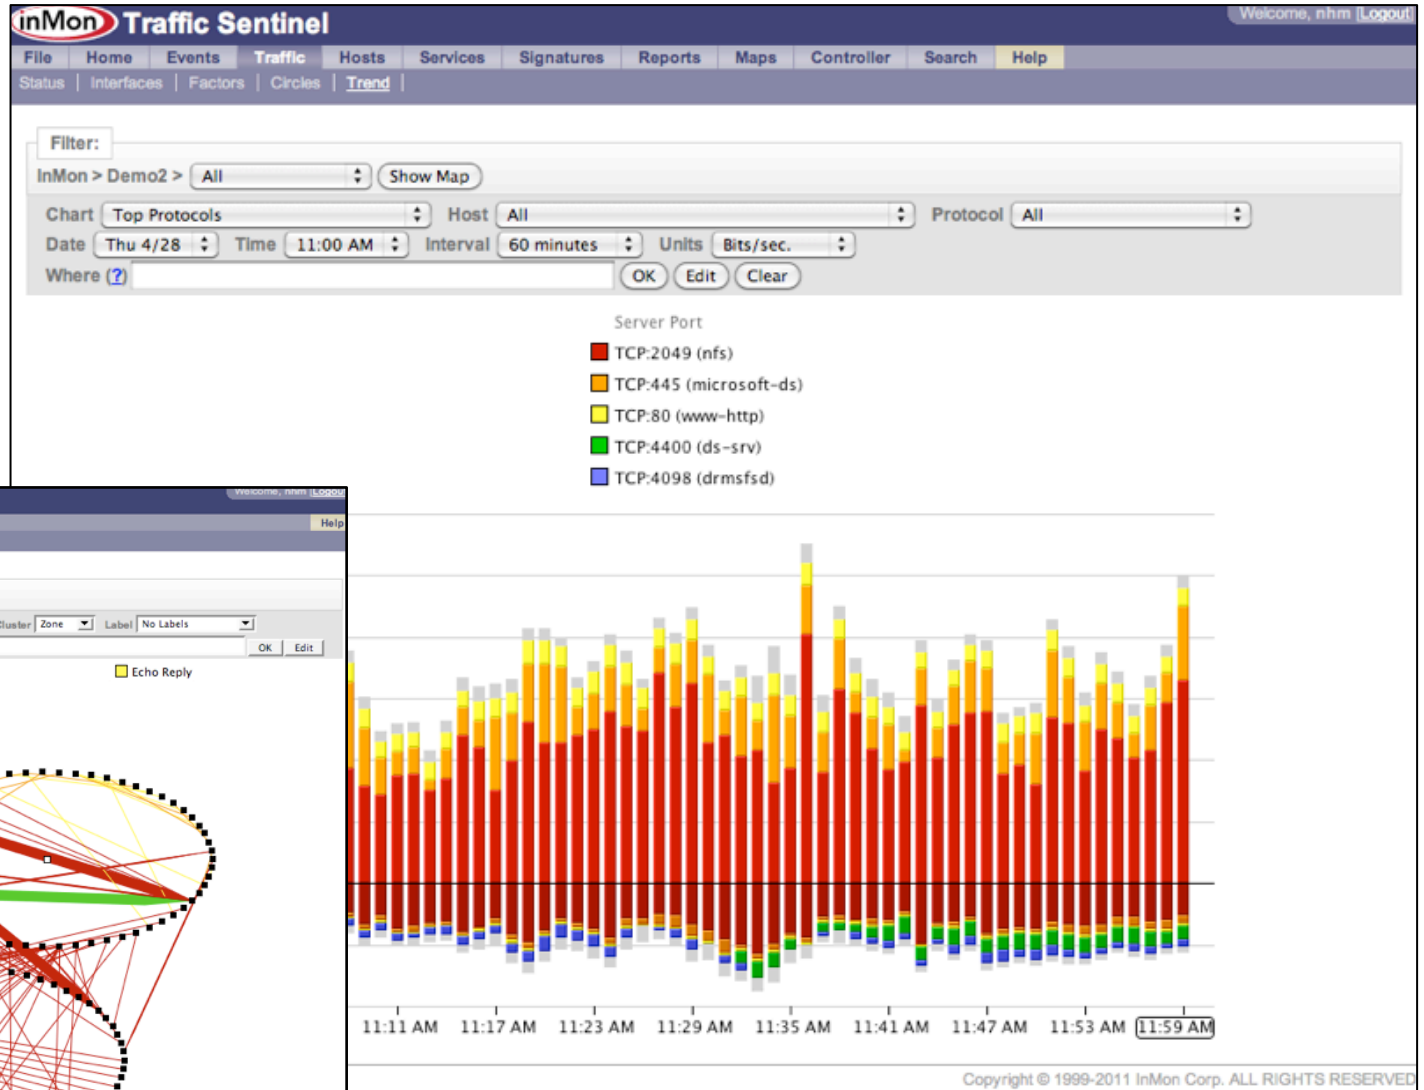 inMon Traffic Sentinel
Welcome, nhm [Logout]
File Home Events Traffic Hosts Services Signatures Reports Maps Controller Search Help
Status | Interfaces | Factors | Circles | Trend |
Filter:
InMon > Demo2 > All Show Map
Chart Top Protocols Host All Protocol All
Date Thu 4/28 Time 11:00 AM Interval 60 minutes Units Bits/sec.
Where (?) OK Edit Clear
Server Port
TCP:2049 (nfs)
TCP:445 (microsoft-ds)
TCP:80 (www-http)
TCP:4400 (ds-srv)
TCP:4098 (drmsfsd)
Welcome, nhm [Logou
Help
luster Zone Label No Labels
OK Edit
Echo Reply
11:11 AM 11:17 AM 11:23 AM 11:29 AM 11:35 AM 11:41 AM 11:47 AM 11:53 AM 11:59 AM
Copyright © 1999-2011 InMon Corp. ALL RIGHTS RESERVED